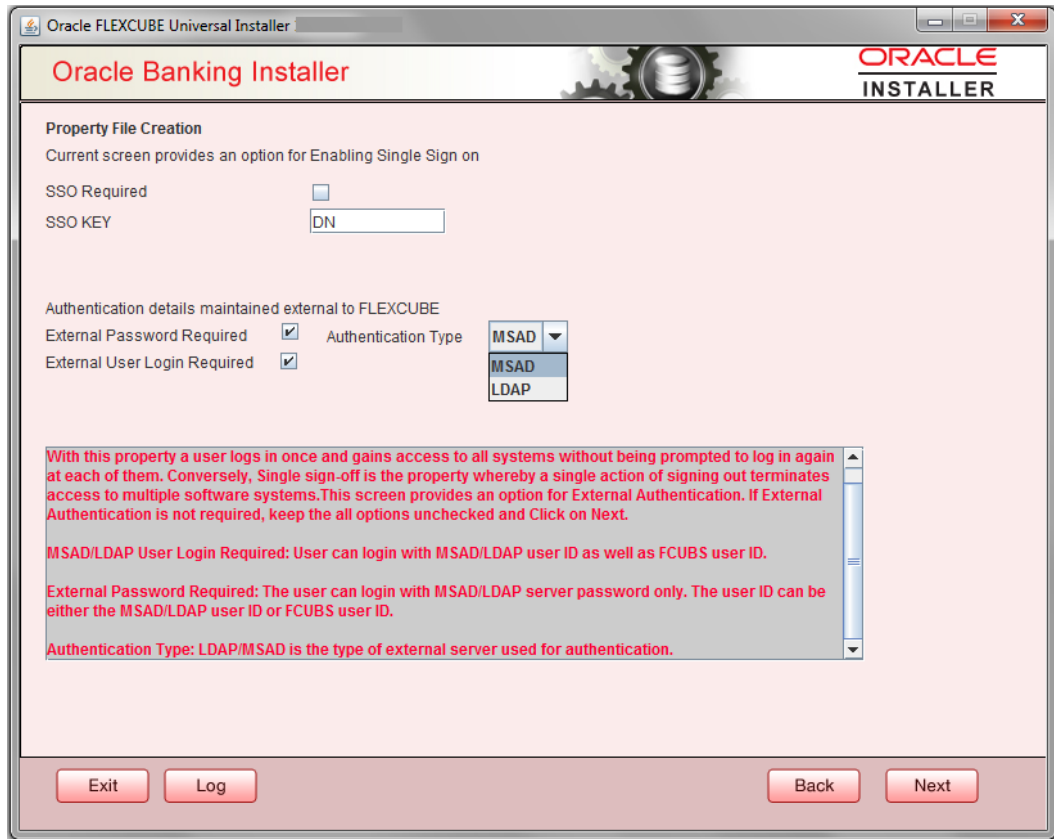 Oracle FLEXCUBE Universal Installer
Oracle Banking Installer
ORACLE
INSTALLER
Property File Creation
Current screen provides an option for Enabling Single Sign on
SSO Required
SSO KEY DN
Authentication details maintained external to FLEXCUBE
External Password Required Authentication Type MSAD
External User Login Required
MSAD
LDAP
With this property a user logs in once and gains access to all systems without being prompted to log in again
at each of them. Conversely, Single sign-off is the property whereby a single action of signing out terminates
access to multiple software systems.This screen provides an option for External Authentication. If External
Authentication is not required, keep the all options unchecked and Click on Next.
MSAD/LDAP User Login Required: User can login with MSAD/LDAP user ID as well as FCUBS user ID.
External Password Required: The user can login with MSAD/LDAP server password only. The user ID can be
either the MSAD/LDAP user ID or FCUBS user ID.
Authentication Type: LDAP/MSAD is the type of external server used for authentication.
Exit Log Back Next